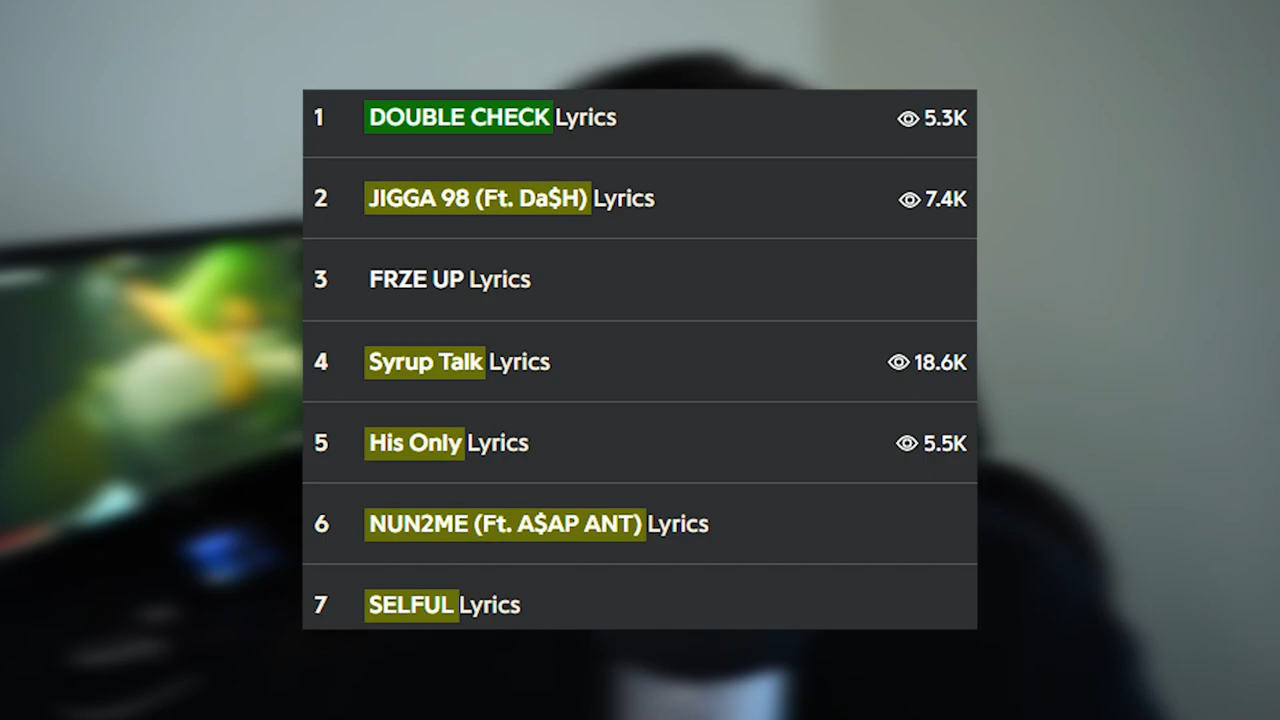 1 DOUBLE CHECK Lyrics 5.3K
2 JIGGA 98 (Ft. Da$H) Lyrics 7.4K
3 FRZE UP Lyrics
4 Syrup Talk Lyrics 18.6K
5 His Only Lyrics 5.5K
6 NUN2ME (Ft. A$AP ANT) Lyrics
7 $ELFUL Lyrics